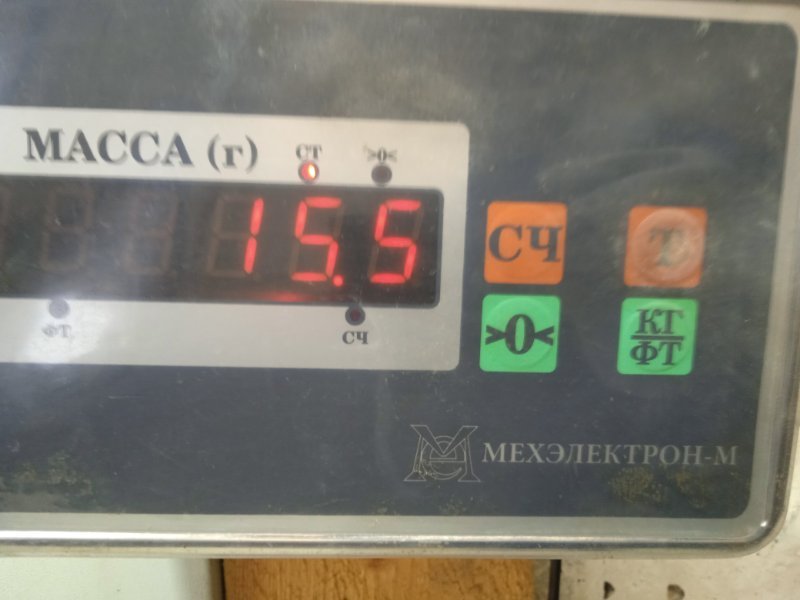 МАССА (г)
СТ
>0<
15.5
ФТ
СЧ
СЧ
Т
>0<
КГ
ФТ
МЕХЭЛЕКТРОН-М